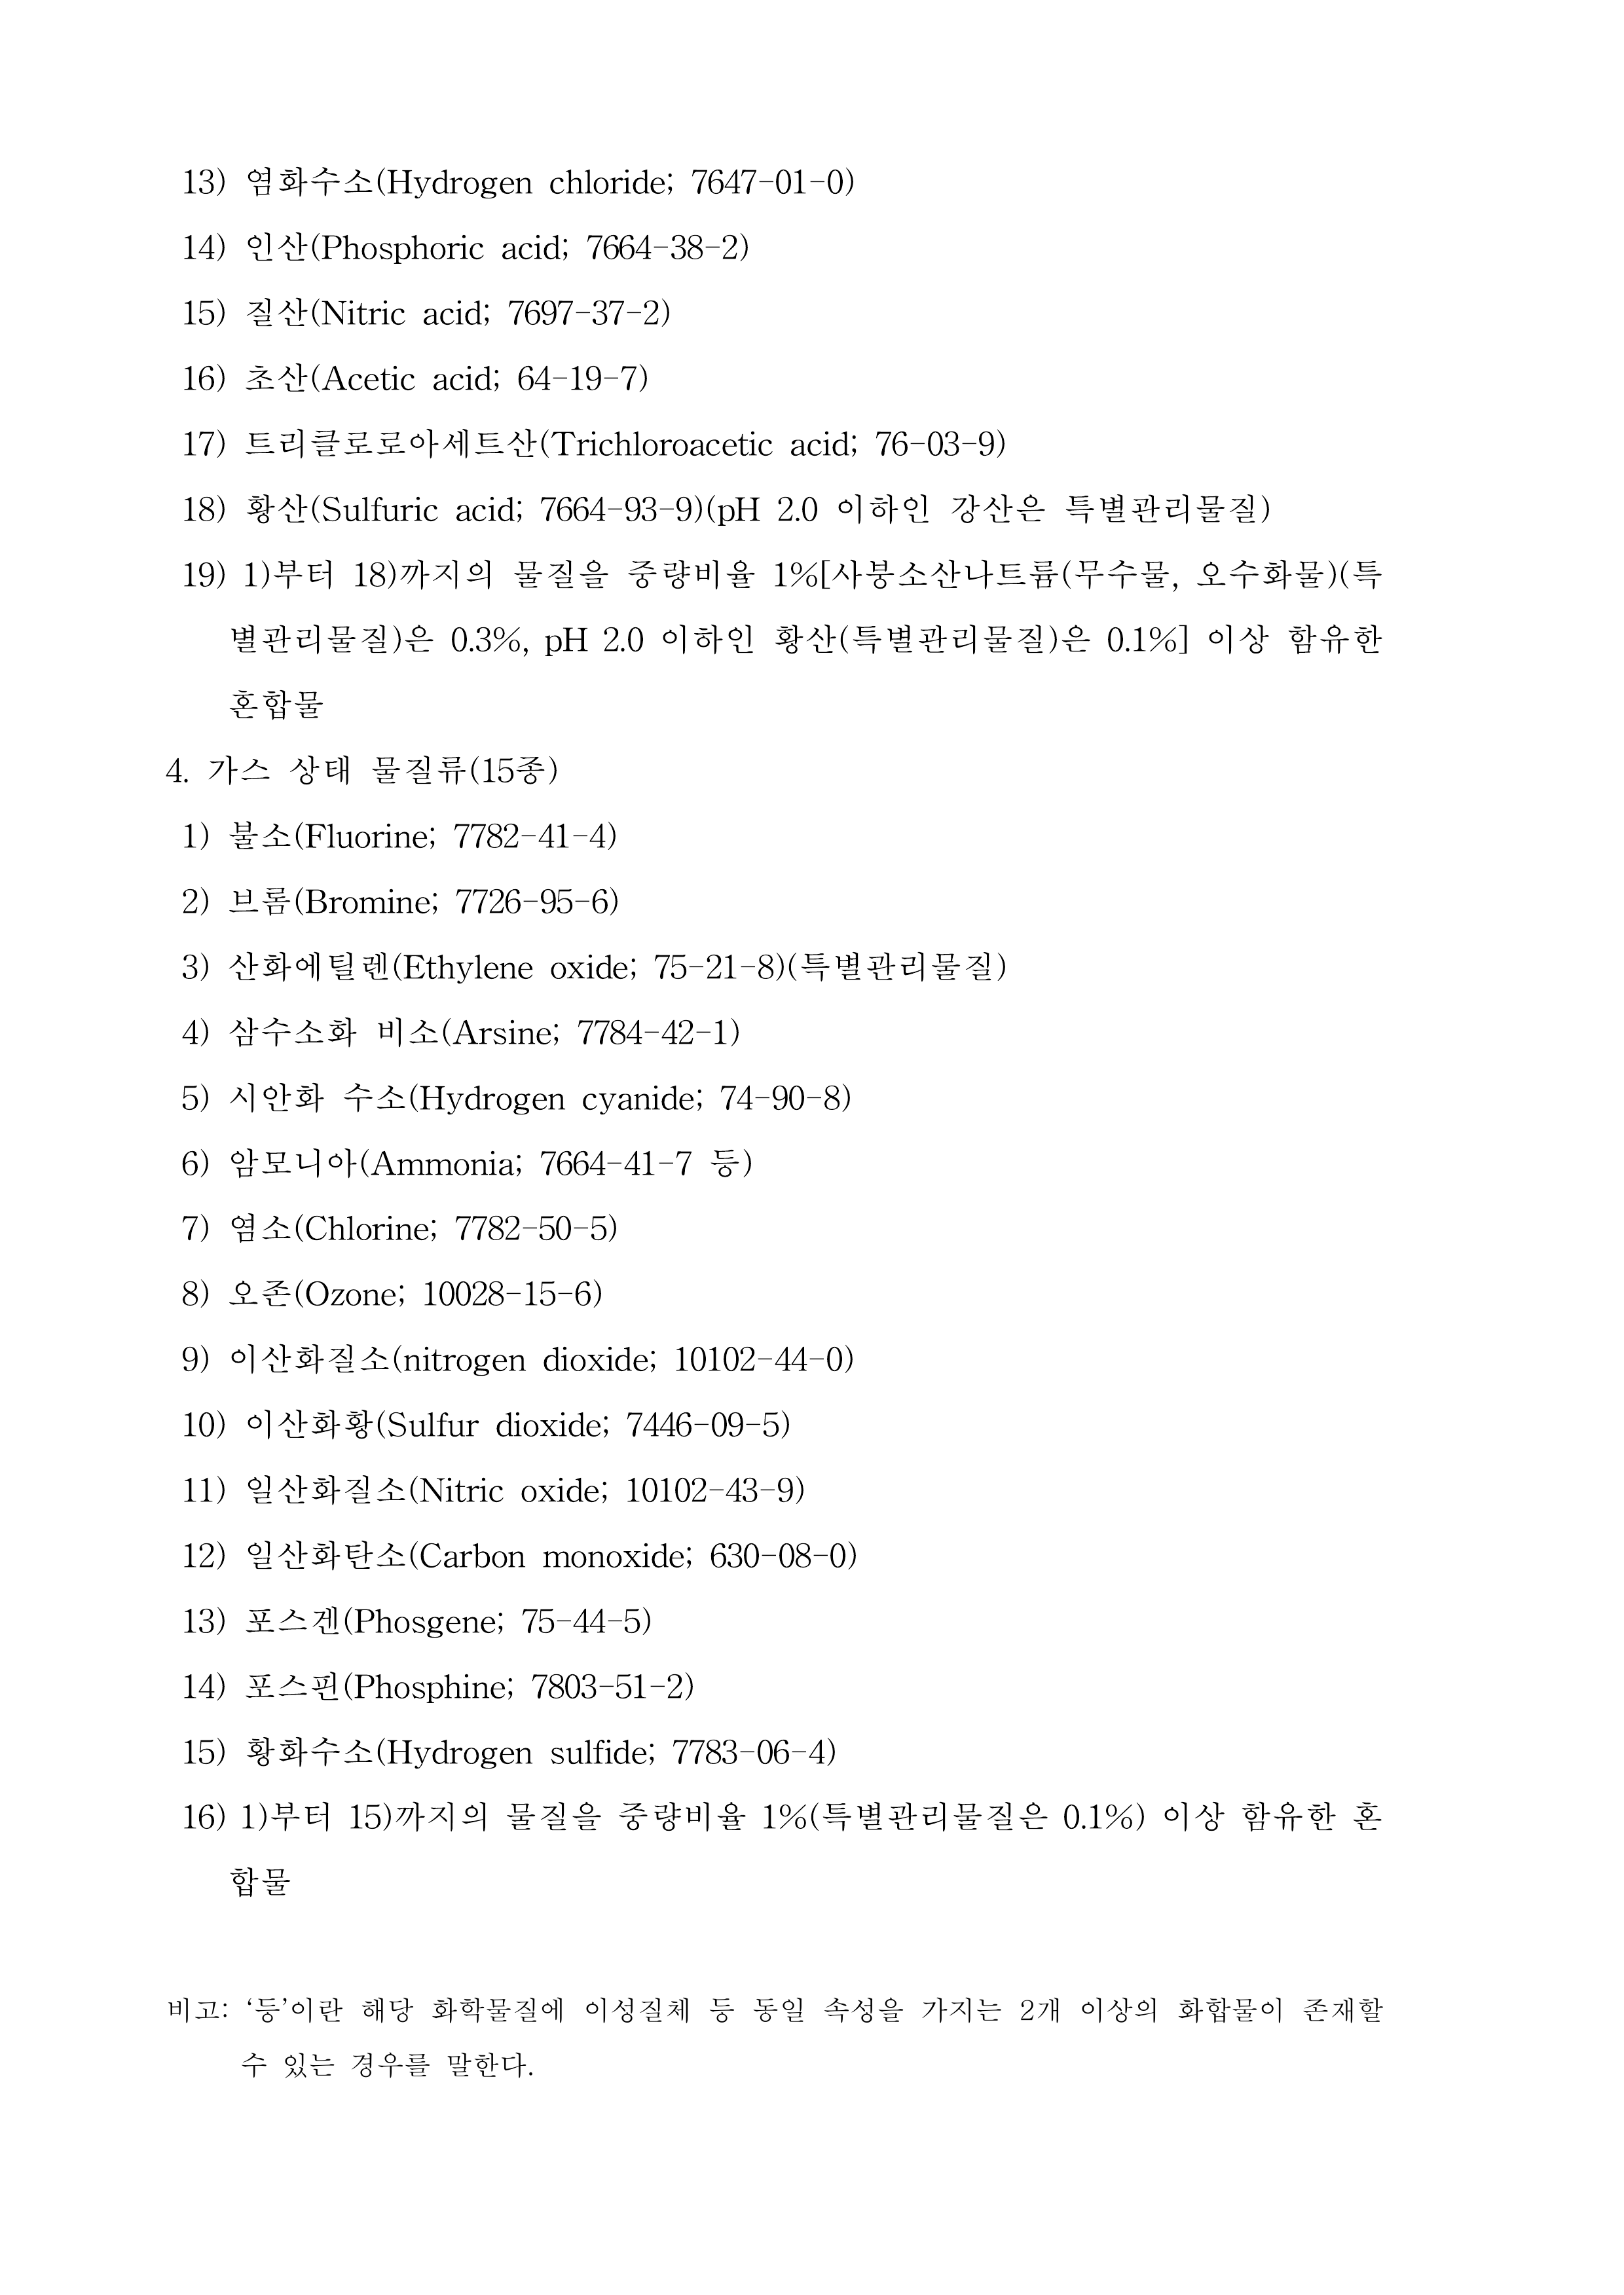 13) 염화수소(Hydrogen chloride; 7647-01-0)
14) 인산(Phosphoric acid; 7664-38-2)
15) 질산(Nitric acid; 7697-37-2)
16) 초산(Acetic acid; 64-19-7)
17) 트리클로로아세트산(Trichloroacetic acid; 76-03-9)
18) 황산(Sulfuric acid; 7664-93-9)(pH 2.0 이하인 강산은 특별관리물질)
19) 1)부터 18)까지의 물질을 중량비율 1%[사붕소산나트륨(무수물, 오수화물)(특
별관리물질)은 0.3%, pH 2.0 이하인 황산(특별관리물질)은 0.1%] 이상 함유한
혼합물
4. 가스 상태 물질류(15종)
1) 불소(Fluorine; 7782-41-4)
2) 브롬(Bromine; 7726-95-6)
3) 산화에틸렌(Ethylene oxide; 75-21-8)(특별관리물질)
4) 삼수소화 비소(Arsine; 7784-42-1)
5) 시안화 수소(Hydrogen cyanide; 74-90-8)
6) 암모니아(Ammonia; 7664-41-7 등)
7) 염소(Chlorine; 7782-50-5)
8) 오존(Ozone; 10028-15-6)
9) 이산화질소(nitrogen dioxide; 10102-44-0)
10) 이산화황(Sulfur dioxide; 7446-09-5)
11) 일산화질소(Nitric oxide; 10102-43-9)
12) 일산화탄소(Carbon monoxide; 630-08-0)
13) 포스겐(Phosgene; 75-44-5)
14) 포스핀(Phosphine; 7803-51-2)
15) 황화수소(Hydrogen sulfide; 7783-06-4)
16) 1)부터 15)까지의 물질을 중량비율 1%(특별관리물질은 0.1%) 이상 함유한 혼
합물
비고: ‘등’이란 해당 화학물질에 이성질체 등 동일 속성을 가지는 2개 이상의 화합물이 존재할
수 있는 경우를 말한다.